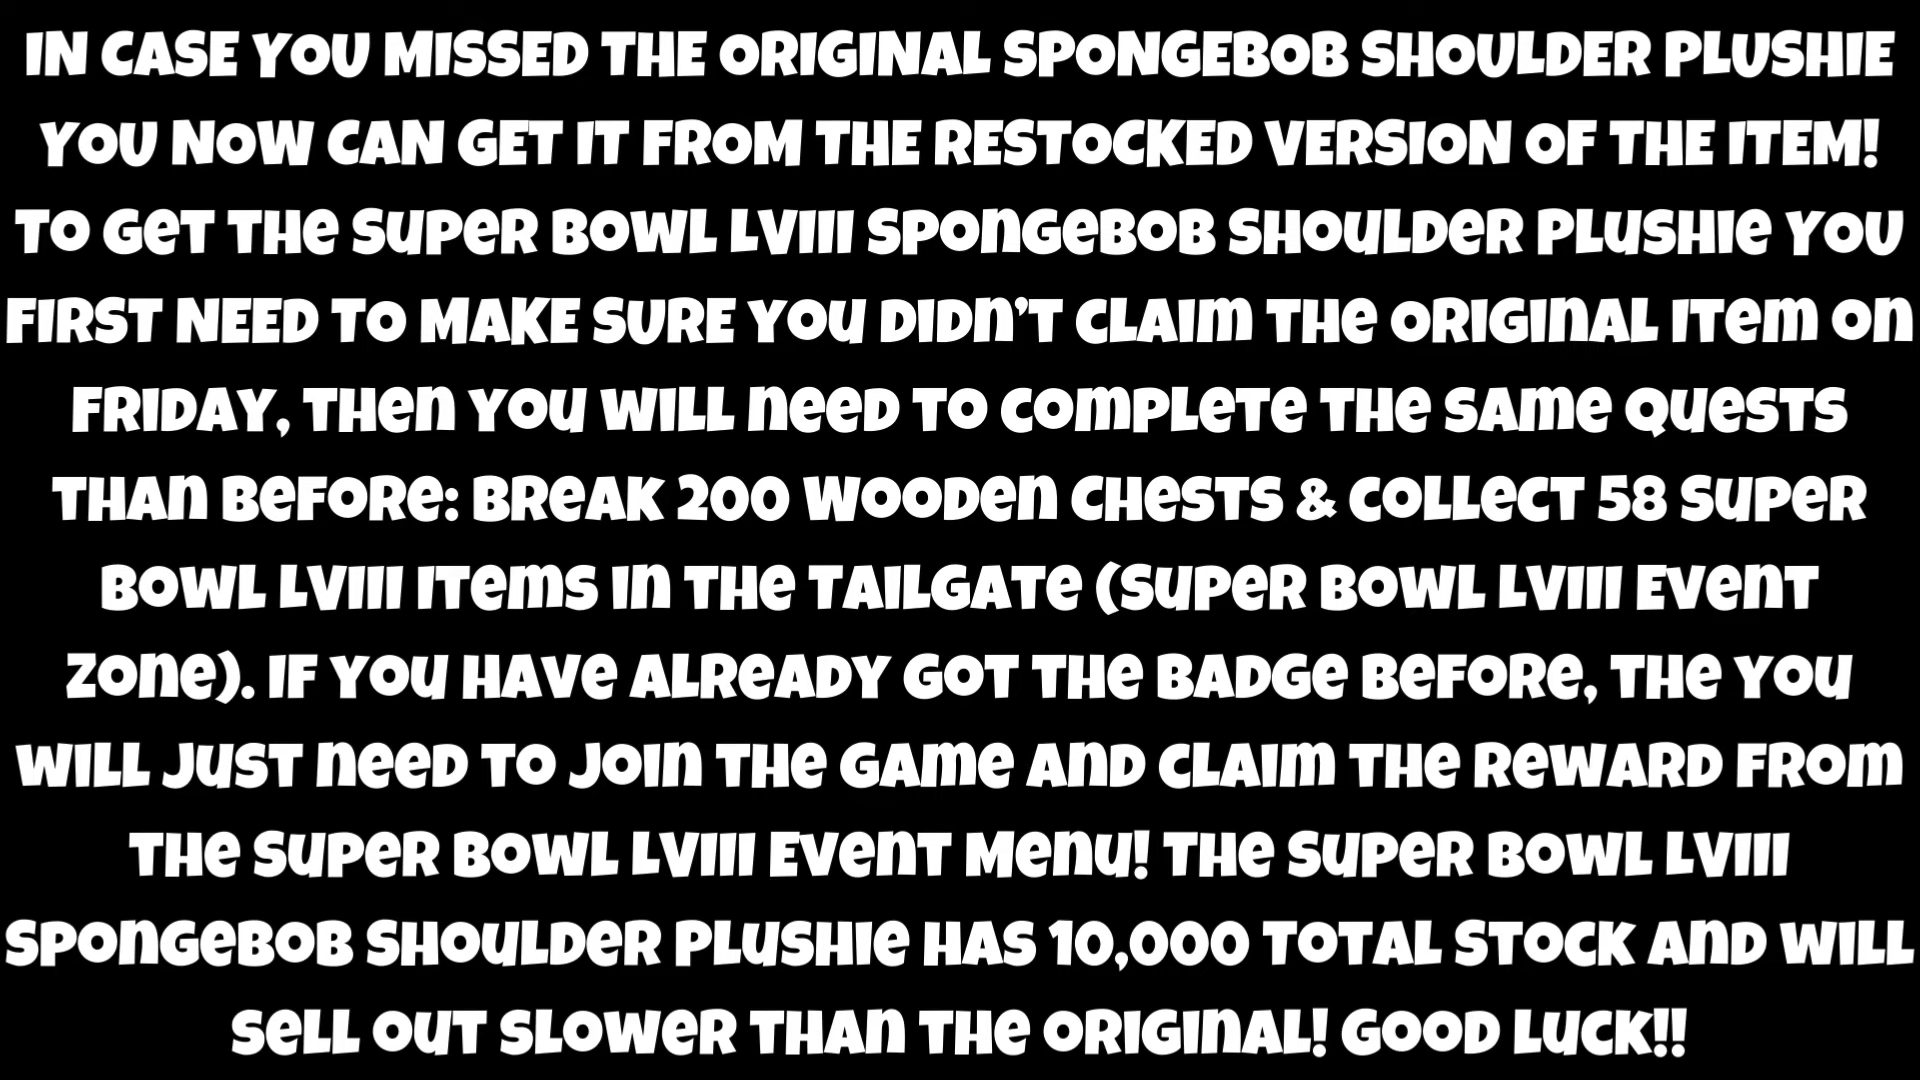 IN CASE YOU MISSED THE ORIGINAL SPONGEBOB SHOULDER PLUSHIE
YOU NOW CAN GET IT FROM THE RESTOCKED VERSION OF THE ITEM!
To get the Super Bowl LVIII SpongeBob Shoulder Plushie you
FIRST NEED To MAKE SURE You didn't claim the original item on
Friday, then you will need to complete the same quests
than before: Break 200 Wooden Chests & Collect 58 Super
Bowl LVIII items in the Tailgate (Super Bowl LVIII Event
Zone). If you have already got the badge before, the you
will just need to join the game and claim the reward from
the Super Bowl LVIII Event Menu! The Super Bowl LVIII
SpongeBob Shoulder Plushie has 10,000 total stock and will
sell out slower than the original! Good luck!!